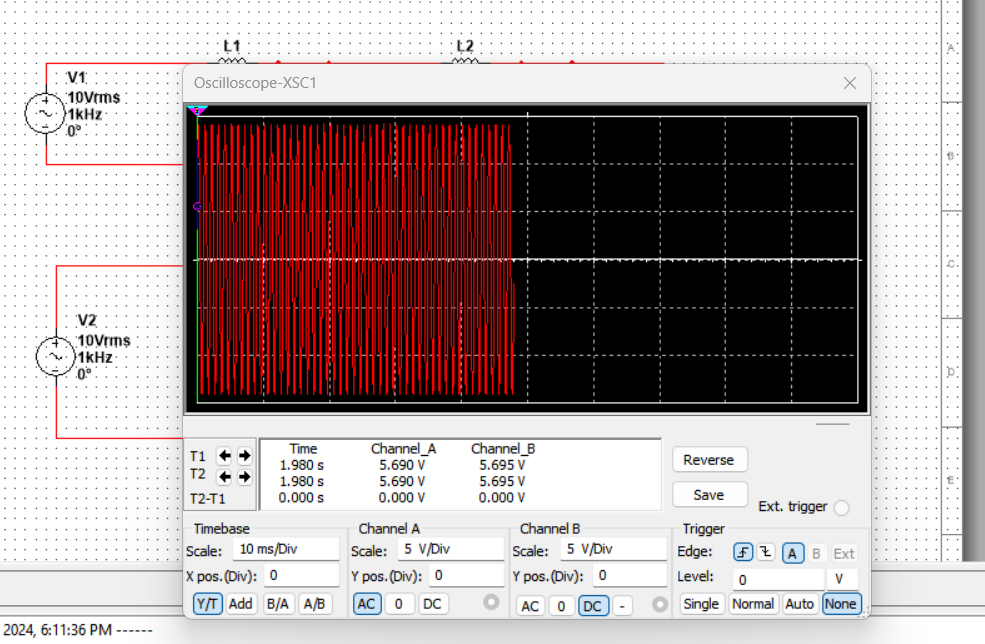 L1 L2
Oscilloscope-XSC1
V1
10Vrms
1kHz
0°
V2
10Vrms
1kHz
0°
A
B
C
D
E
Time Channel_A Channel_B
T1 1.980 s 5.690 V 5.695 V
T2 1.980 s 5.690 V 5.695 V
T2-T1 0.000 s 0.000 V 0.000 V
Reverse
Save
Ext. trigger
Timebase Channel A Channel B Trigger
Scale: 10 ms/Div Scale: 5 V/Div Scale: 5 V/Div Edge: A B Ext
X pos.(Div): 0 Y pos.(Div): 0 Y pos.(Div): 0 Level: 0 V
Y/T Add B/A A/B AC 0 DC AC 0 DC - Single Normal Auto None
2024, 6:11:36 PM ------